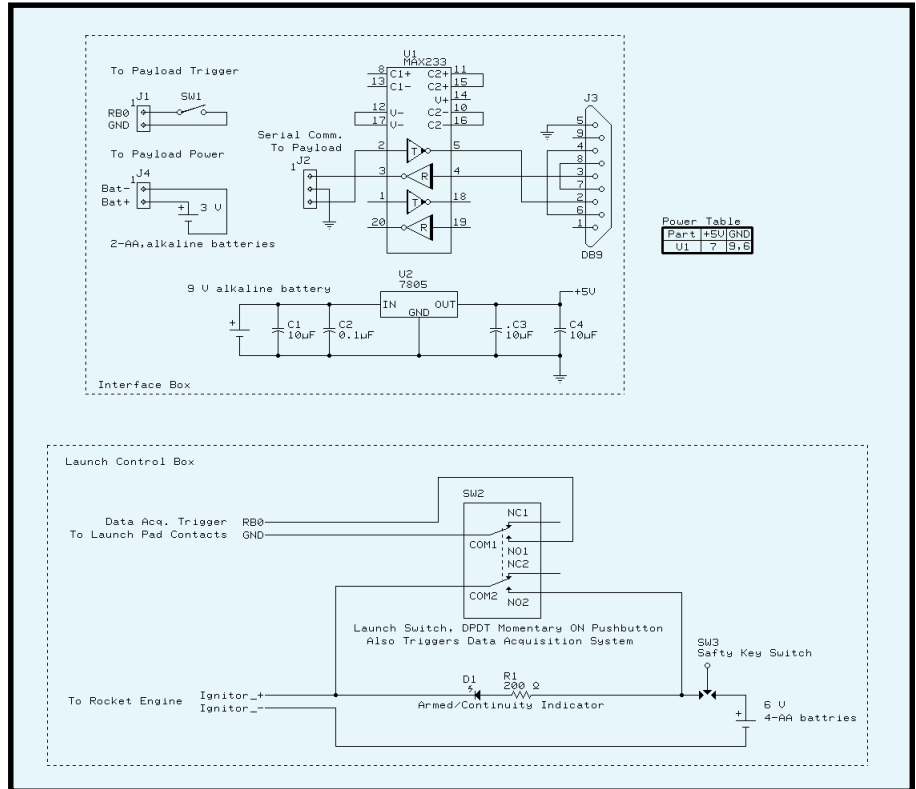 U1
MAX233
To Payload Trigger
J1
SW1
1
RB0
GND
To Payload Power
J4
1
Bat-
Bat+
3 V
+
2-AA,alkaline batteries
Serial Comm.
To Payload
J2
1
8 C1+ C2+ 11
13 C1- C2+ 15
V+ 14
12 V- C2- 10
17 V- C2- 16
2 T 5
3 R 4
1 T 18
20 R 19
J3
5
9
4
8
3
7
2
6
1
DB9
Power Table
Part +5V GND
U1 7 9,6
U2
7805
9 V alkaline battery
IN OUT
GND
+5V
+
C1
10µF
C2
0.1µF
.C3
10µF
C4
10µF
Interface Box
Launch Control Box
SW2
NC1
Data Acq. Trigger RB0
To Launch Pad Contacts GND
COM1
NO1
NC2
COM2
NO2
Launch Switch, DPDT Momentary ON Pushbutton
Also Triggers Data Acquisition System
SW3
Safty Key Switch
D1
R1
200 Ω
To Rocket Engine
Ignitor_+
Ignitor_-
Armed/Continuity Indicator
+
6 V
4-AA battries